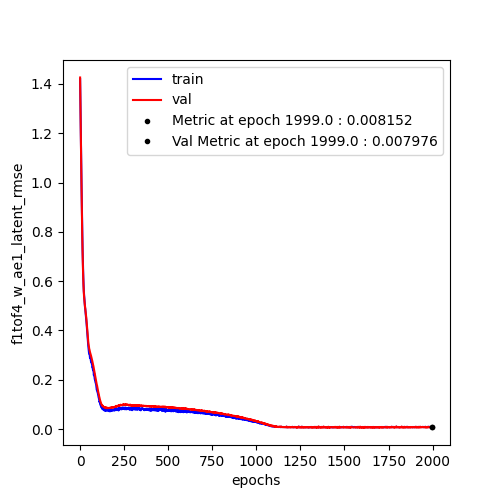 train
val
Metric at epoch 1999.0 : 0.008152
Val Metric at epoch 1999.0 : 0.007976
f1tof4_w_ae1_latent_rmse
1.4
1.2
1.0
0.8
0.6
0.4
0.2
0.0
0 250 500 750 1000 1250 1500 1750 2000
epochs